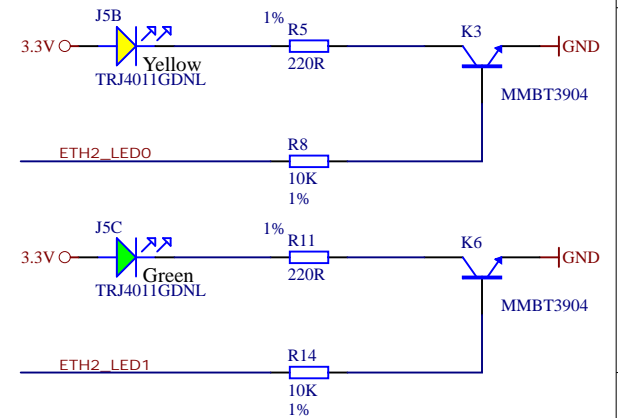 J5B
1%
R5
K3
3.3V
GND
Yellow
220R
TRJ4011GDNL
MMBT3904
ETH2_LED0
R8
10K
1%
J5C
1%
R11
K6
3.3V
GND
Green
220R
TRJ4011GDNL
MMBT3904
ETH2_LED1
R14
10K
1%